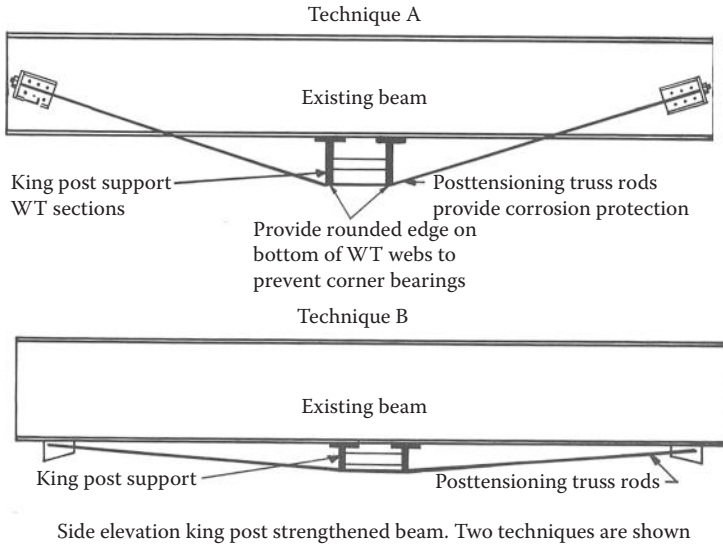 Technique A
Existing beam
King post support
WT sections
Posttensioning truss rods
provide corrosion protection
Provide rounded edge on
bottom of WT webs to
prevent corner bearings
Technique B
Existing beam
King post support
Posttensioning truss rods
Side elevation king post strengthened beam. Two techniques are shown